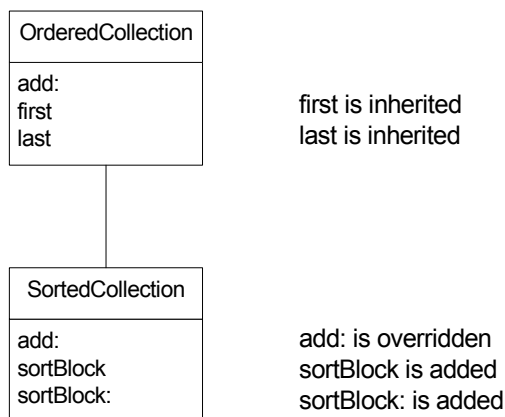 OrderedCollection
add:
first
last
first is inherited
last is inherited
SortedCollection
add:
sortBlock
sortBlock:
add: is overridden
sortBlock is added
sortBlock: is added